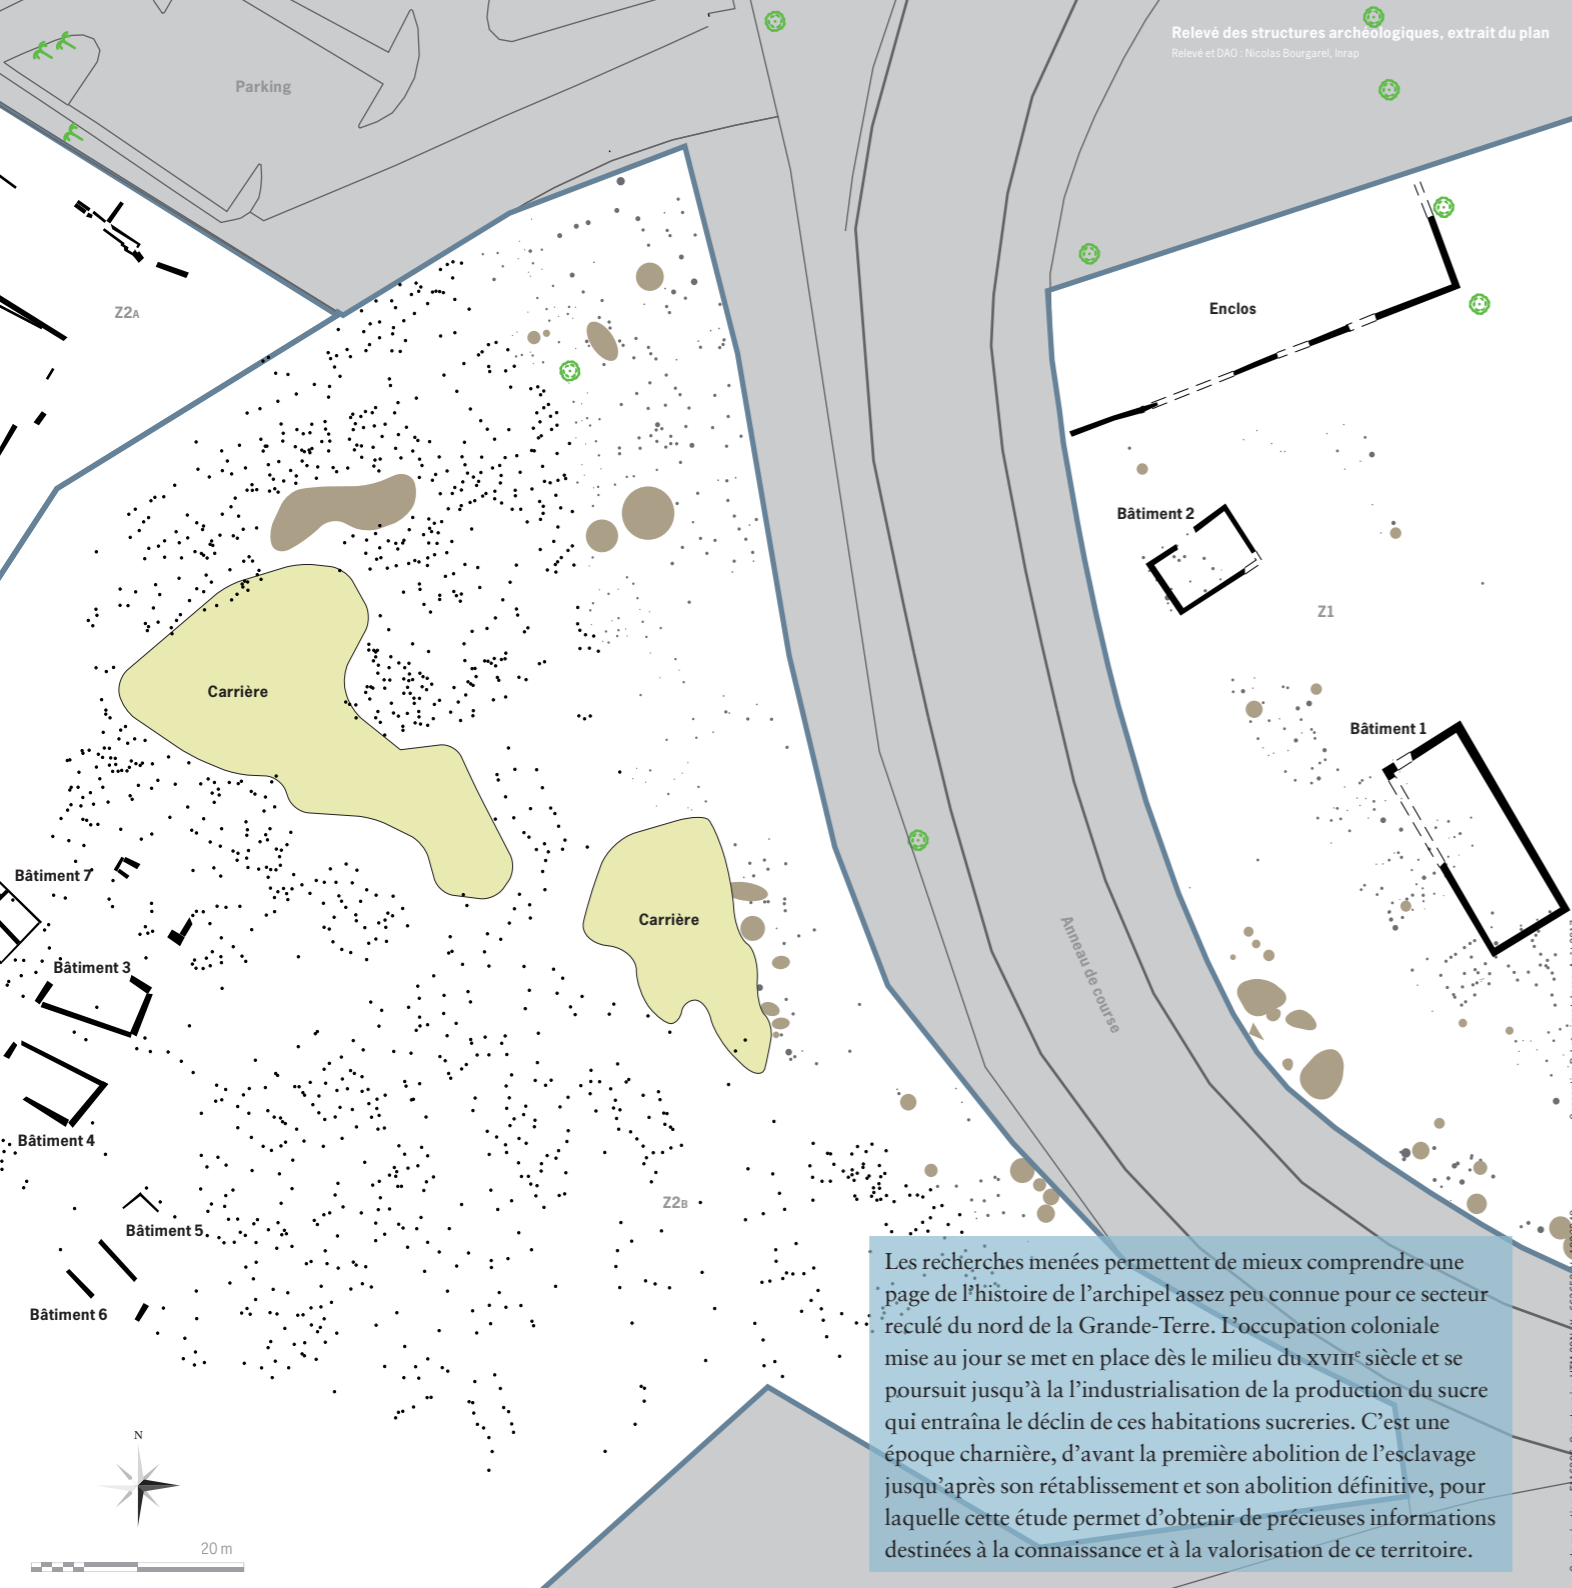 Relevé des structures archéologiques, extrait du plan
Relevé et DAO : Nicolas Bourgarel, Inrap
Parking
Z2A
Enclos
Bâtiment 2
Z1
Carrière
Bâtiment 1
Bâtiment 7
Carrière
Anneau de course
Bâtiment 3
Bâtiment 4
Z2B
Bâtiment 5
Bâtiment 6
N
20 m
Les recherches menées permettent de mieux comprendre une
page de l’histoire de l’archipel assez peu connue pour ce secteur
reculé du nord de la Grande-Terre. L’occupation coloniale
mise au jour se met en place dès le milieu du XVIIIe siècle et se
poursuit jusqu’à la l’industrialisation de la production du sucre
qui entraîna le déclin de ces habitations sucreries. C’est une
époque charnière, d’avant la première abolition de l’esclavage
jusqu’après son rétablissement et son abolition définitive, pour
laquelle cette étude permet d’obtenir de précieuses informations
destinées à la connaissance et à la valorisation de ce territoire.